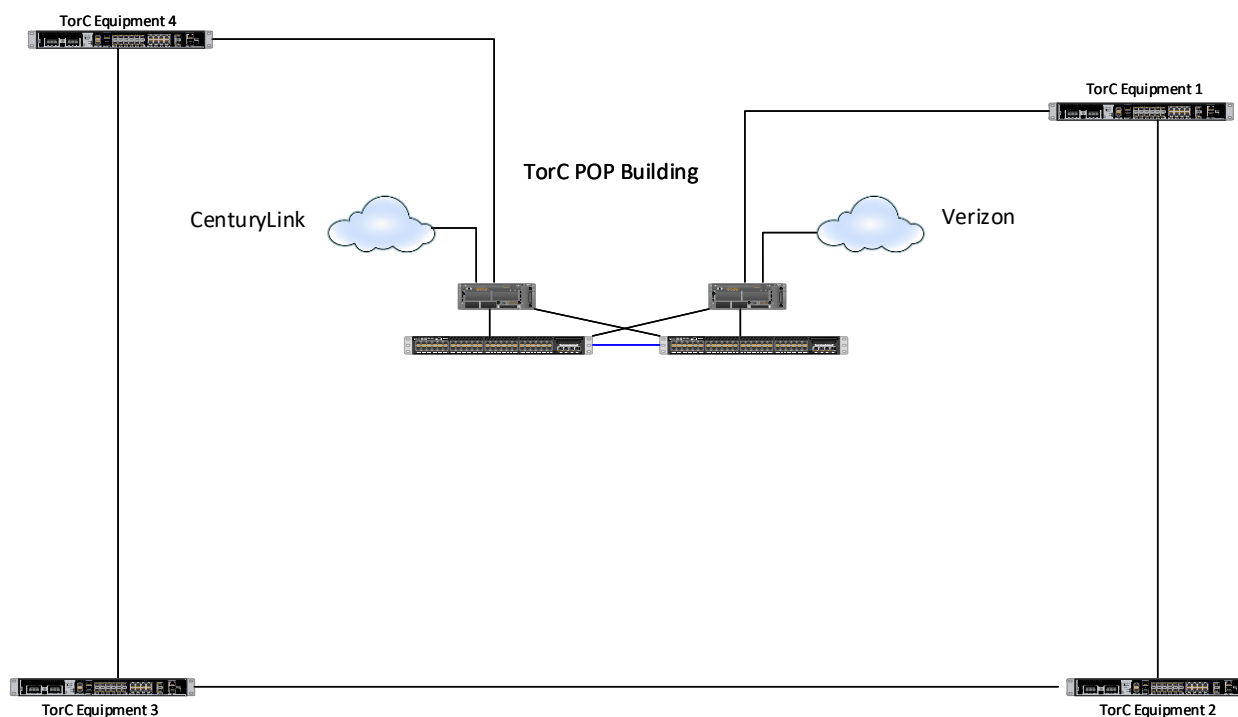 TorC Equipment 4
TorC Equipment 1
TorC POP Building
CenturyLink
Verizon
TorC Equipment 3
TorC Equipment 2